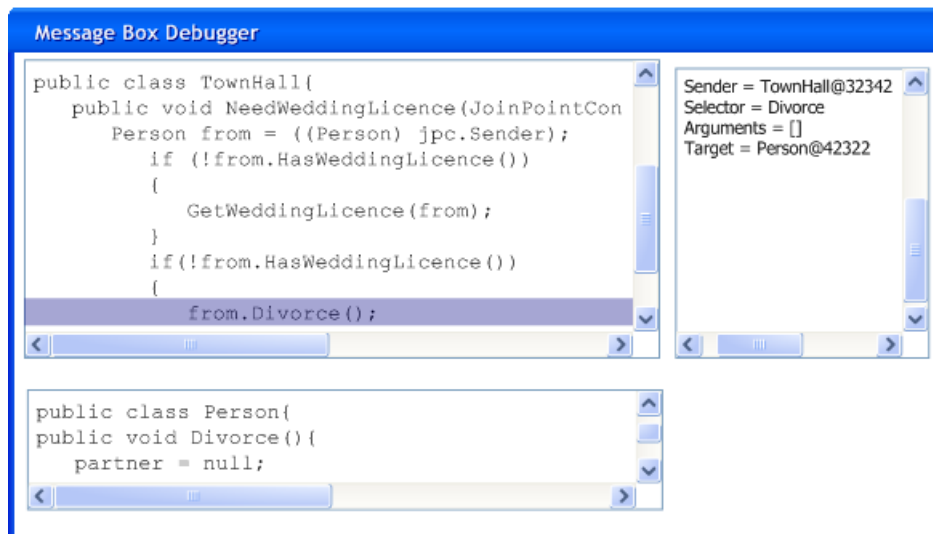 Message Box Debugger
public class TownHall{
public void NeedWeddingLicence(JoinPointCon
Person from = ((Person) jpc.Sender);
if (!from.HasWeddingLicence())
{
GetWeddingLicence(from);
}
if(!from.HasWeddingLicence())
{
from.Divorce();
Sender = TownHall@32342
Selector = Divorce
Arguments = []
Target = Person@42322
public class Person{
public void Divorce(){
partner = null;